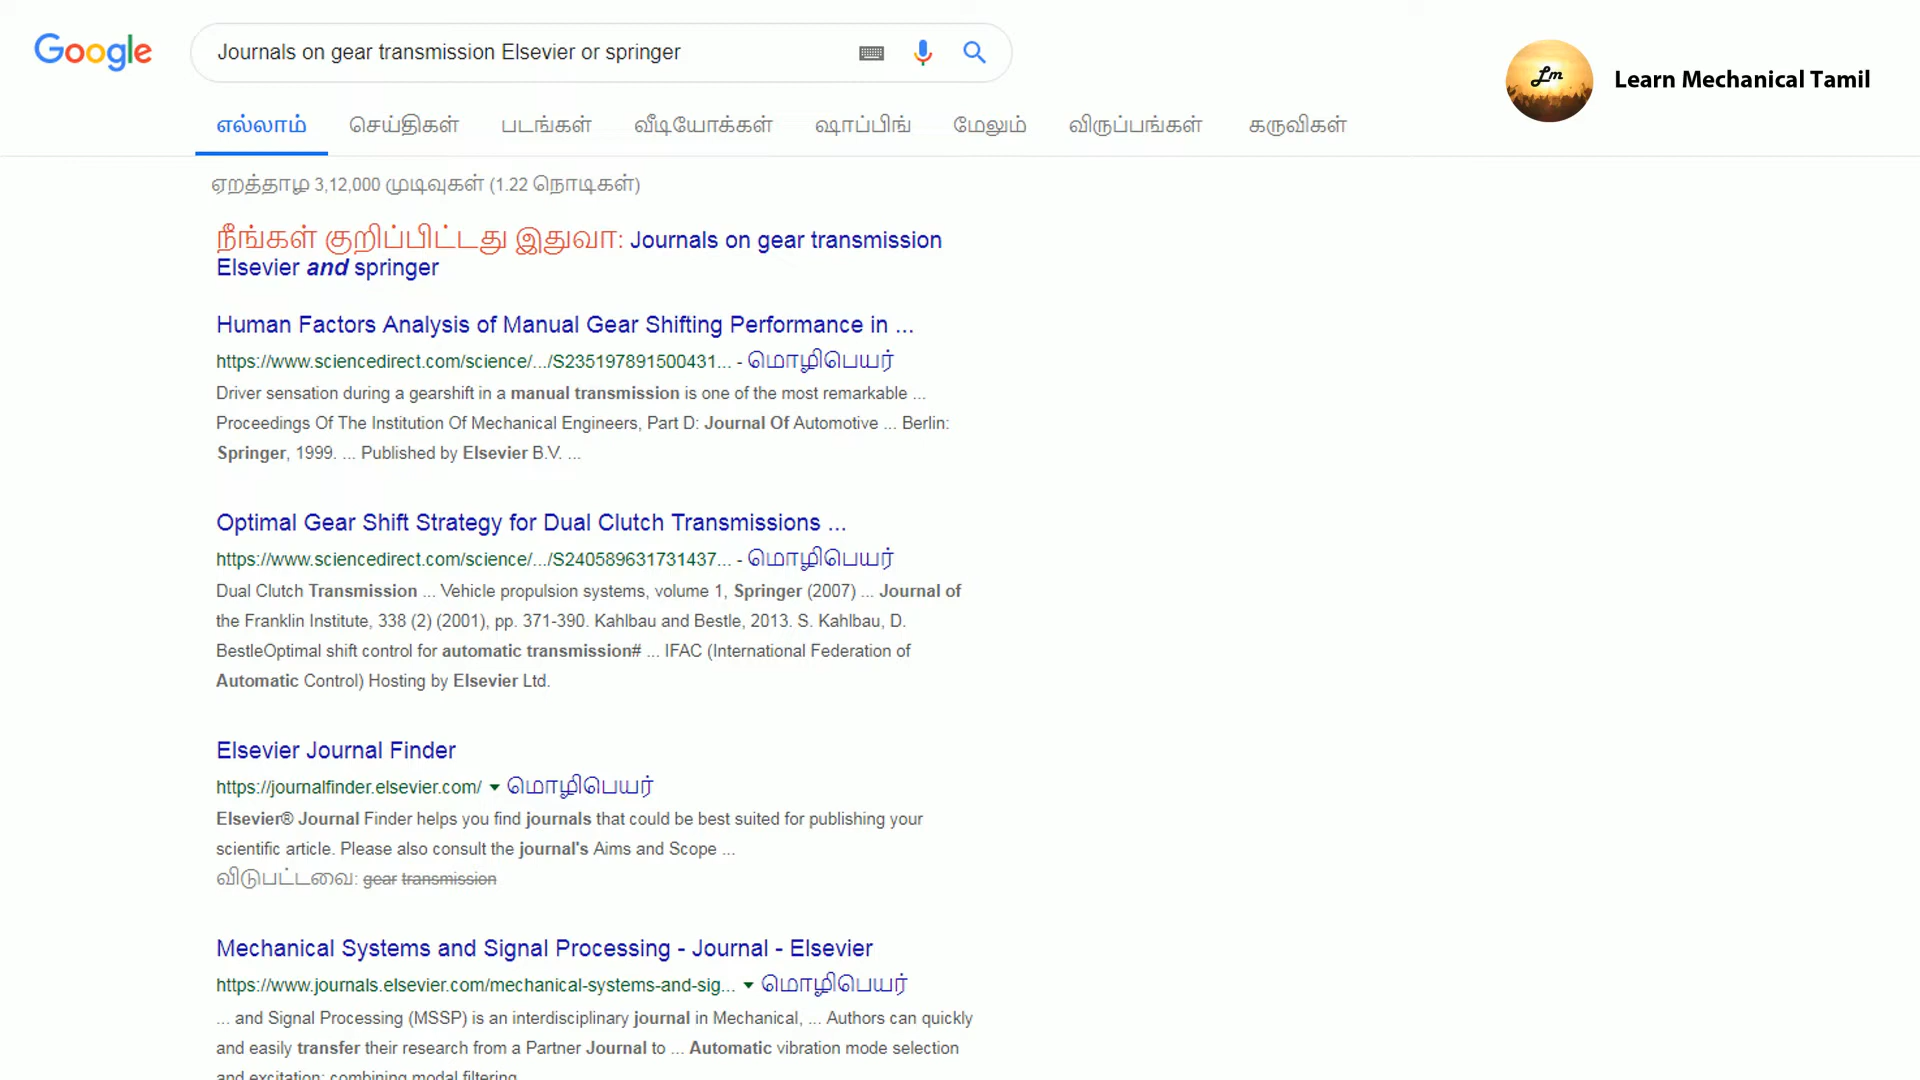 Google
Journals on gear transmission Elsevier or springer
Lm
Learn Mechanical Tamil
எல்லாம் செய்திகள் படங்கள் வீடியோக்கள் ஷாப்பிங் மேலும் விருப்பங்கள் கருவிகள்
ஏறத்தாழ 3,12,000 முடிவுகள் (1.22 நொடிகள்)
நீங்கள் குறிப்பிட்டது இதுவா: Journals on gear transmission
Elsevier and springer
Human Factors Analysis of Manual Gear Shifting Performance in ...
https://www.sciencedirect.com/science/.../S235197891500431... - மொழிபெயர்
Driver sensation during a gearshift in a manual transmission is one of the most remarkable ...
Proceedings Of The Institution Of Mechanical Engineers, Part D: Journal Of Automotive ... Berlin:
Springer, 1999. ... Published by Elsevier B.V. ...
Optimal Gear Shift Strategy for Dual Clutch Transmissions ...
https://www.sciencedirect.com/science/.../S240589631731437... - மொழிபெயர்
Dual Clutch Transmission ... Vehicle propulsion systems, volume 1, Springer (2007) ... Journal of
the Franklin Institute, 338 (2) (2001), pp. 371-390. Kahlbau and Bestle, 2013. S. Kahlbau, D.
BestleOptimal shift control for automatic transmission# ... IFAC (International Federation of
Automatic Control) Hosting by Elsevier Ltd.
Elsevier Journal Finder
https://journalfinder.elsevier.com/ மொழிபெயர்
Elsevier® Journal Finder helps you find journals that could be best suited for publishing your
scientific article. Please also consult the journal's Aims and Scope ...
விடுபட்டவை: gear transmission
Mechanical Systems and Signal Processing - Journal - Elsevier
https://www.journals.elsevier.com/mechanical-systems-and-sig... மொழிபெயர்
... and Signal Processing (MSSP) is an interdisciplinary journal in Mechanical, ... Authors can quickly
and easily transfer their research from a Partner Journal to ... Automatic vibration mode selection
and excitation; combining modal filtering